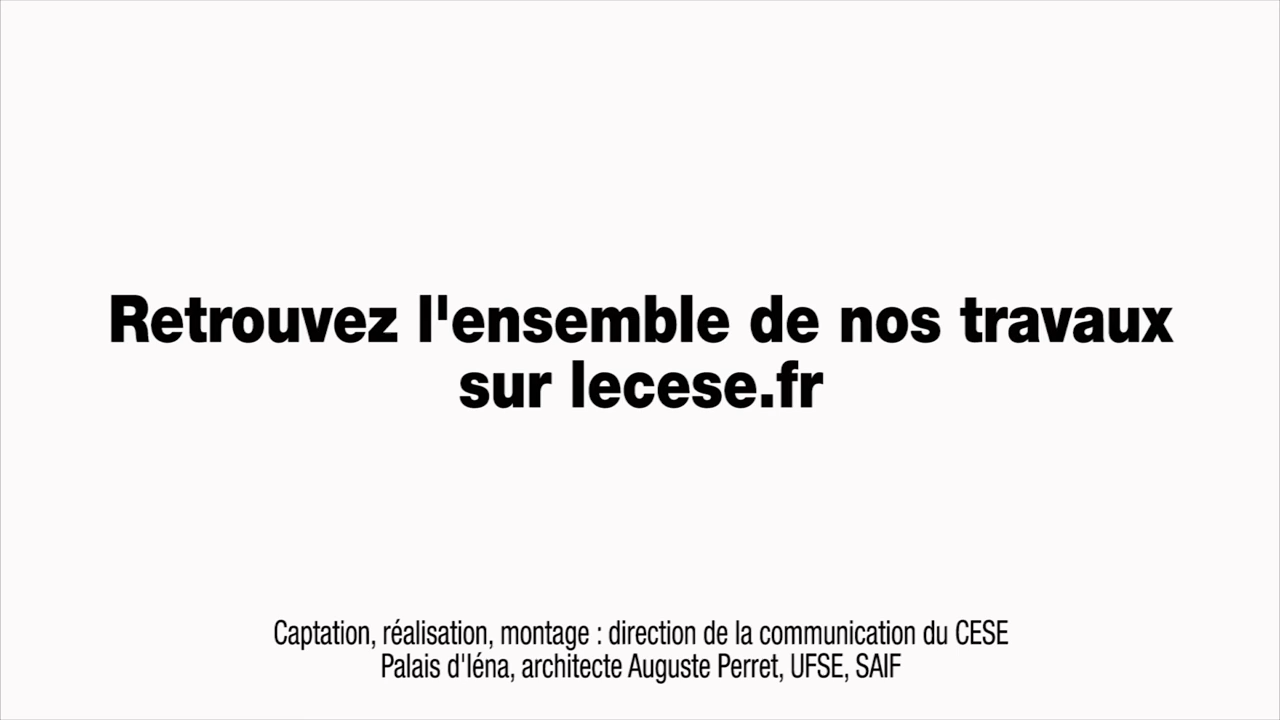 Retrouvez l'ensemble de nos travaux
sur lecese.fr
Captation, réalisation, montage : direction de la communication du CESE
Palais d'Iéna, architecte Auguste Perret, UFSE, SAIF